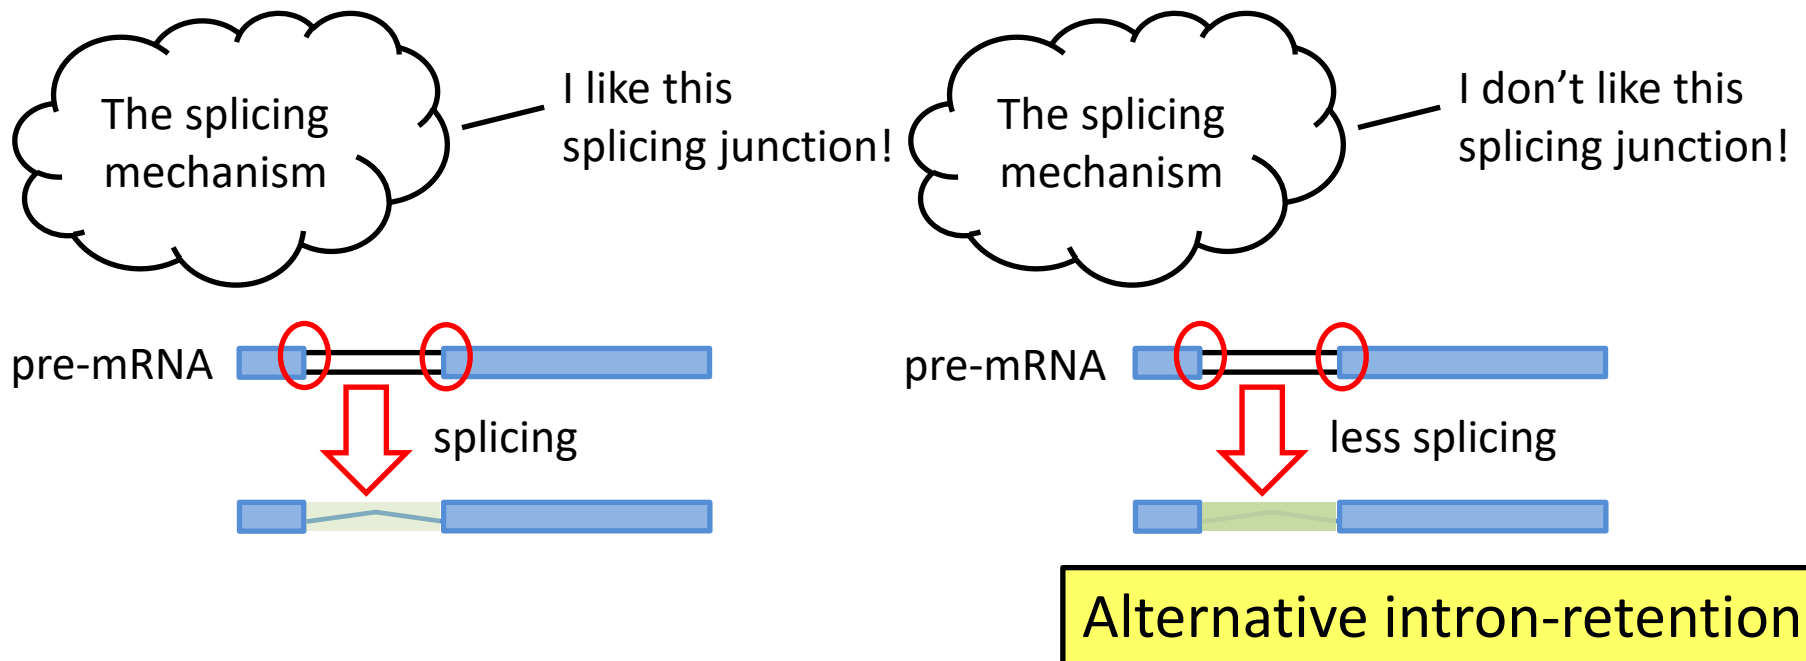 The splicing
mechanism
I like this
splicing junction!
pre-mRNA
splicing
The splicing
mechanism
I don’t like this
splicing junction!
pre-mRNA
less splicing
Alternative intron-retention